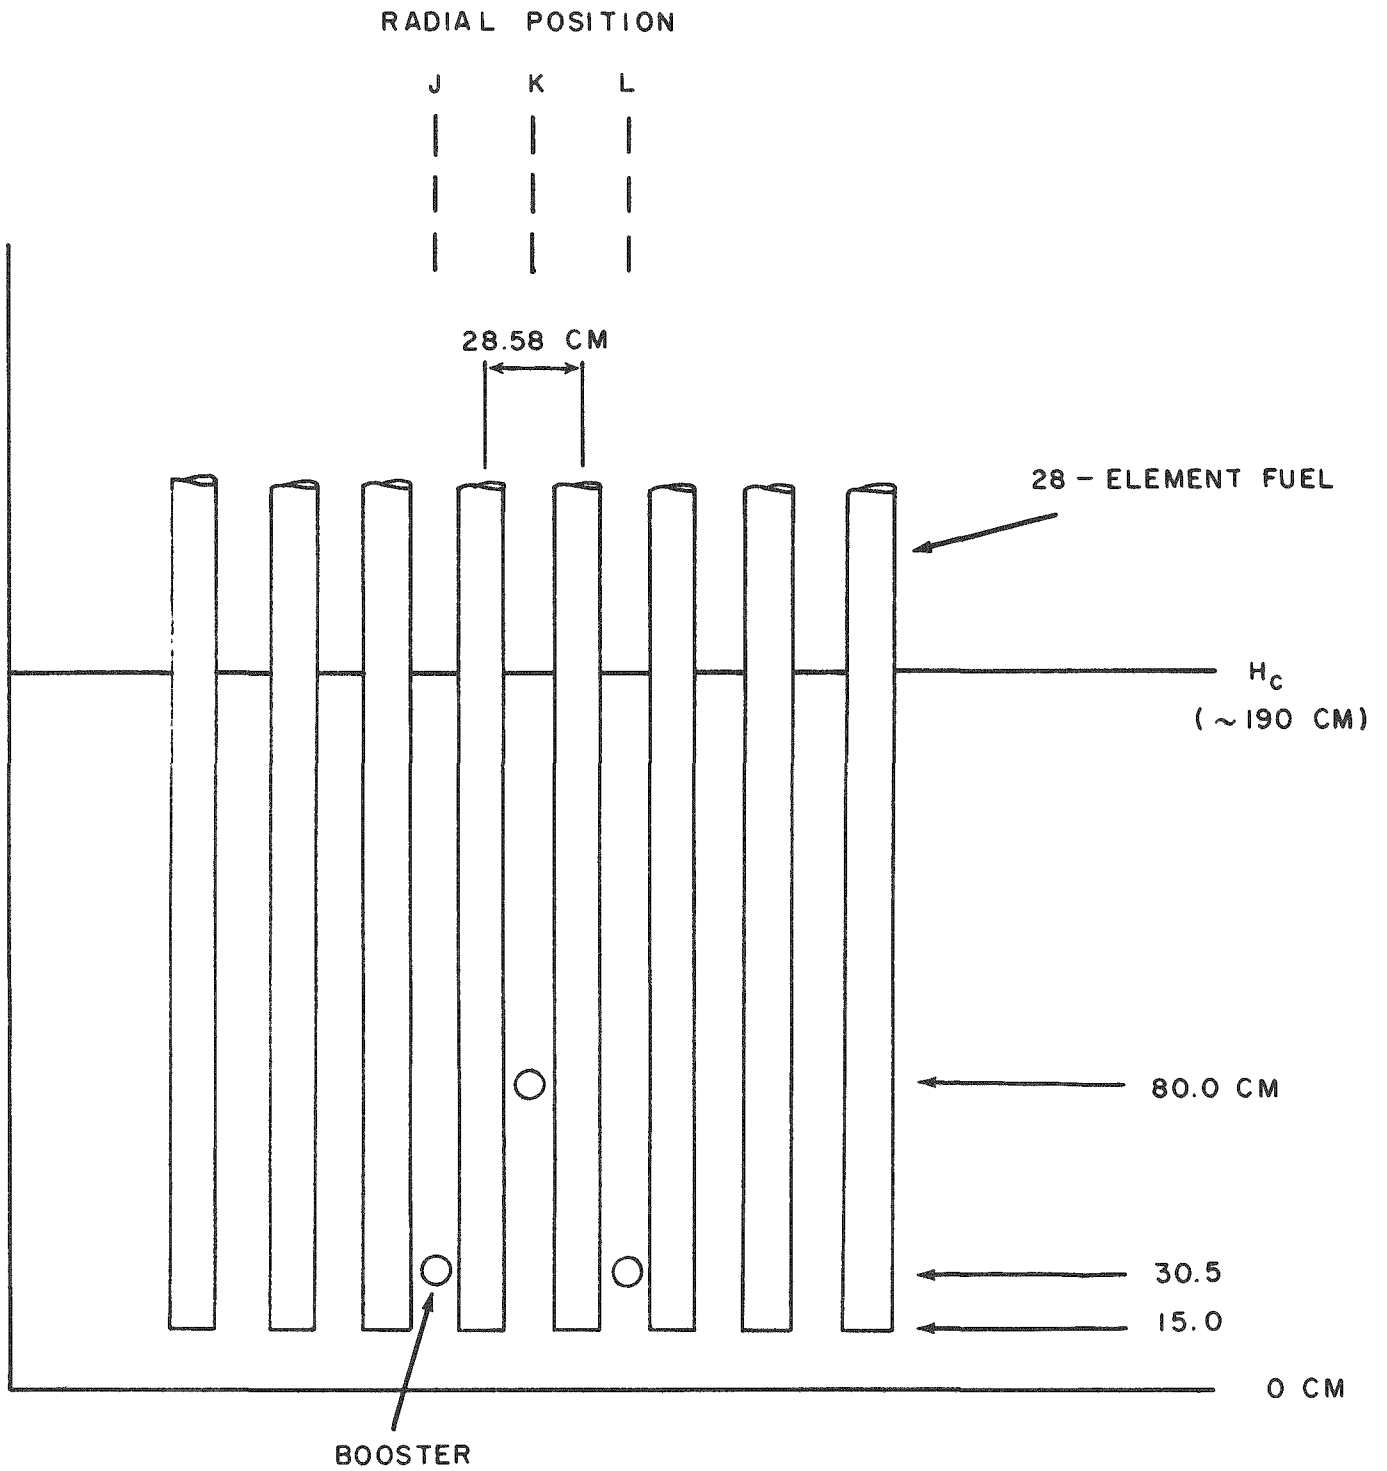 RADIAL POSITION
J K L
28.58 CM
28 - ELEMENT FUEL
Hc
(~190 CM)
80.0 CM
30.5
15.0
0 CM
BOOSTER